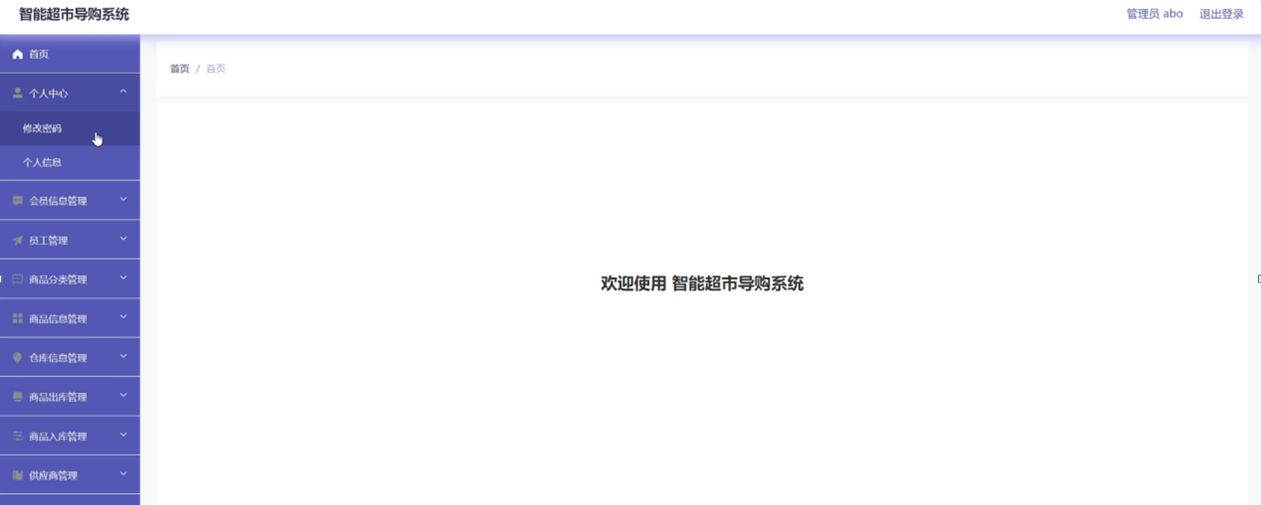 智能超市导购系统
管理员 abo 退出登录
首页
个人中心
修改密码
个人信息
会员信息管理
员工管理
商品分类管理
商品信息管理
仓库信息管理
商品出库管理
商品入库管理
供应商管理
首页 / 首页
欢迎使用 智能超市导购系统